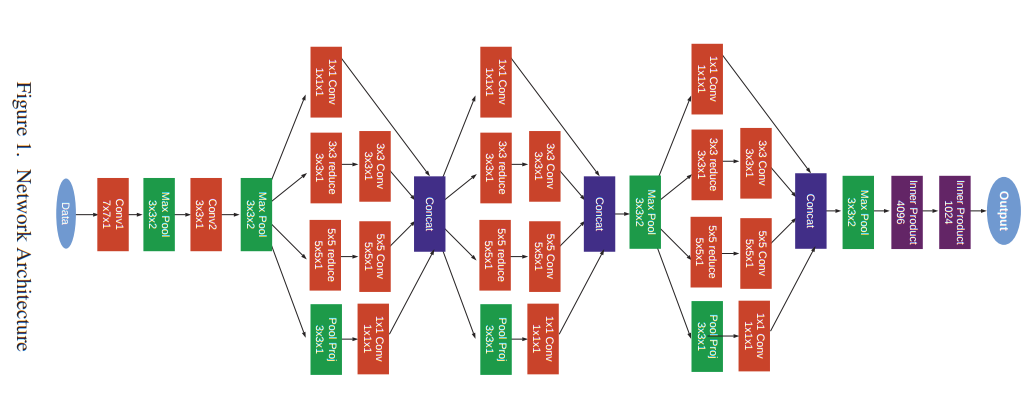 Data
Conv1
7x7x1
Max Pool
3x3x2
Conv2
3x3x1
Max Pool
3x3x2
1x1 Conv
1x1x1
3x3 reduce
3x3x1
3x3 Conv
3x3x1
5x5 reduce
5x5x1
5x5 Conv
5x5x1
Pool Proj
3x3x1
1x1 Conv
1x1x1
Concat
1x1 Conv
1x1x1
3x3 reduce
3x3x1
3x3 Conv
3x3x1
5x5 reduce
5x5x1
5x5 Conv
5x5x1
Pool Proj
3x3x1
1x1 Conv
1x1x1
Concat
Max Pool
3x3x2
1x1 Conv
1x1x1
3x3 reduce
3x3x1
3x3 Conv
3x3x1
5x5 reduce
5x5x1
5x5 Conv
5x5x1
Pool Proj
3x3x1
1x1 Conv
1x1x1
Concat
Max Pool
3x3x2
Inner Product
4096
Inner Product
1024
Output
Figure 1. Network Architecture